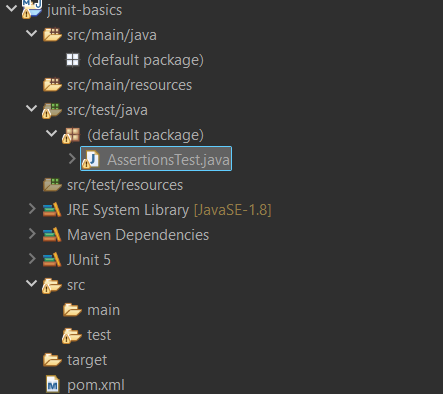 junit-basics
src/main/java
(default package)
src/main/resources
src/test/java
(default package)
AssertionsTest.java
src/test/resources
JRE System Library [JavaSE-1.8]
Maven Dependencies
JUnit 5
src
main
test
target
pom.xml